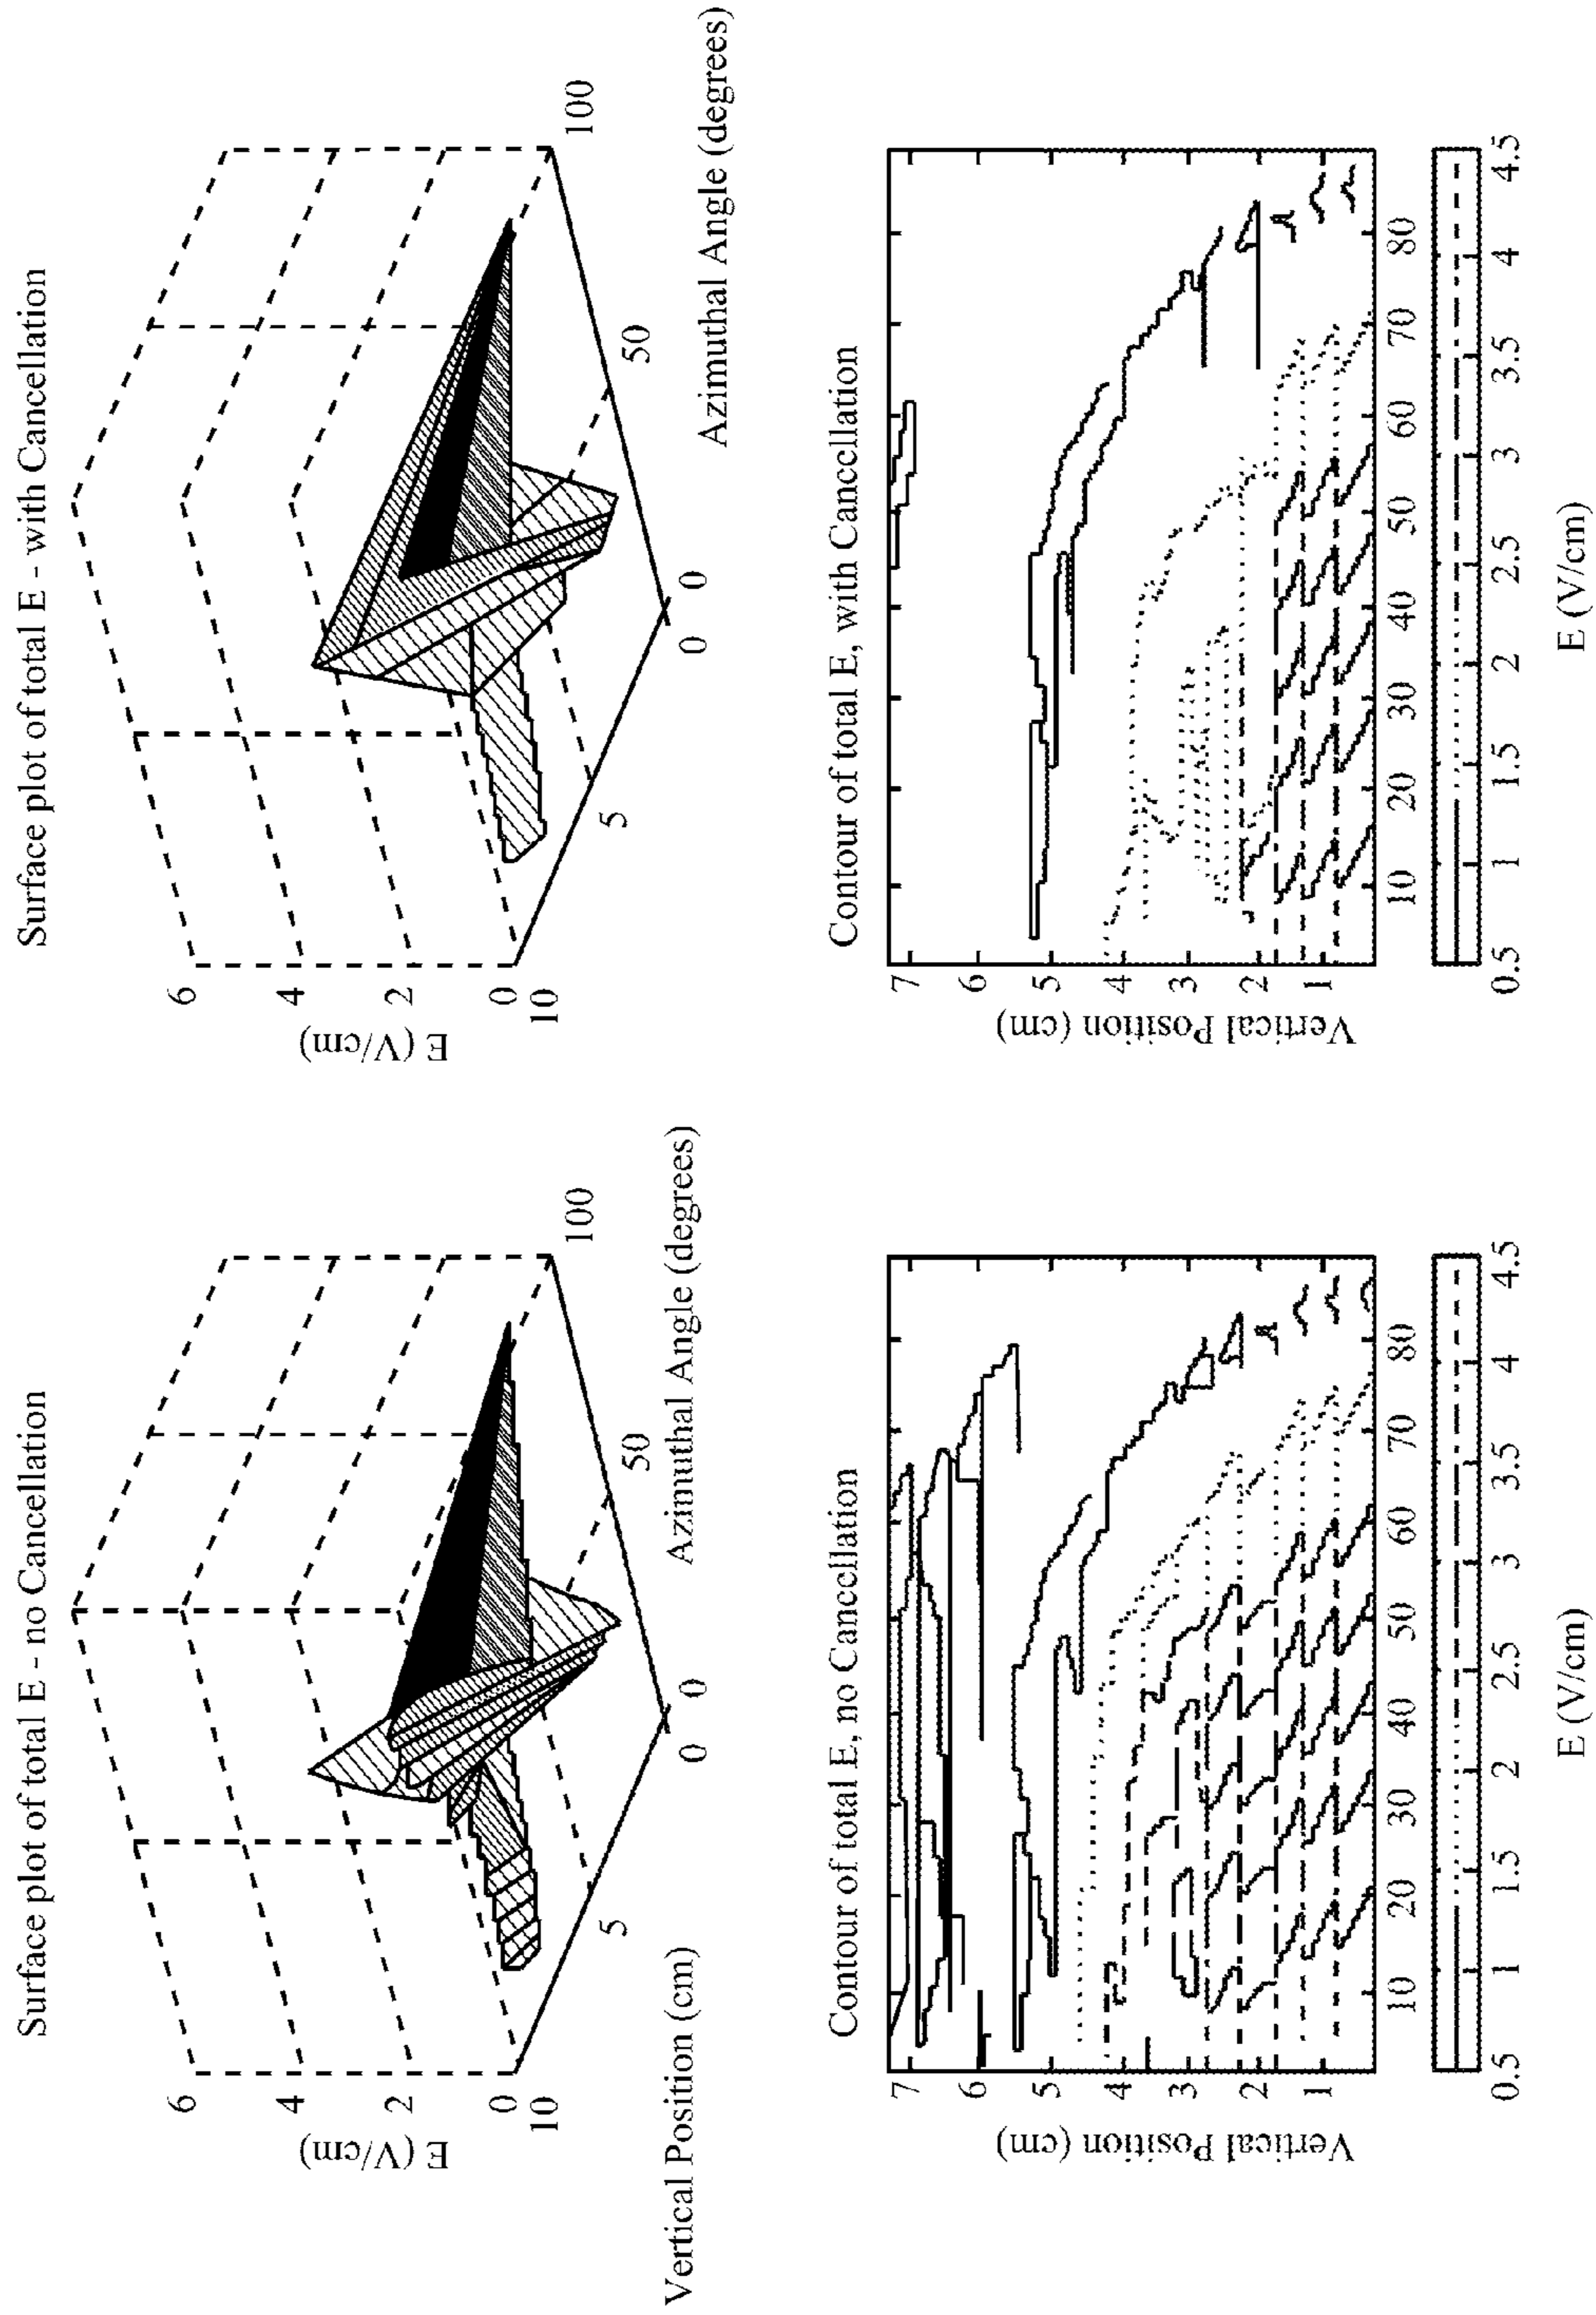 Surface plot of total E - no Cancellation
6
4
2
0
E (V/cm)
10
5
0
Vertical Position (cm)
0
50
100
Azimuthal Angle (degrees)
Surface plot of total E - with Cancellation
6
4
2
0
E (V/cm)
10
5
0
0
50
100
Azimuthal Angle (degrees)
Contour of total E, no Cancellation
7
6
5
4
3
2
1
Vertical Position (cm)
10 20 30 40 50 60 70 80
0.5 1 1.5 2 2.5 3 3.5 4 4.5
E (V/cm)
Contour of total E, with Cancellation
7
6
5
4
3
2
1
Vertical Position (cm)
10 20 30 40 50 60 70 80
0.5 1 1.5 2 2.5 3 3.5 4 4.5
E (V/cm)